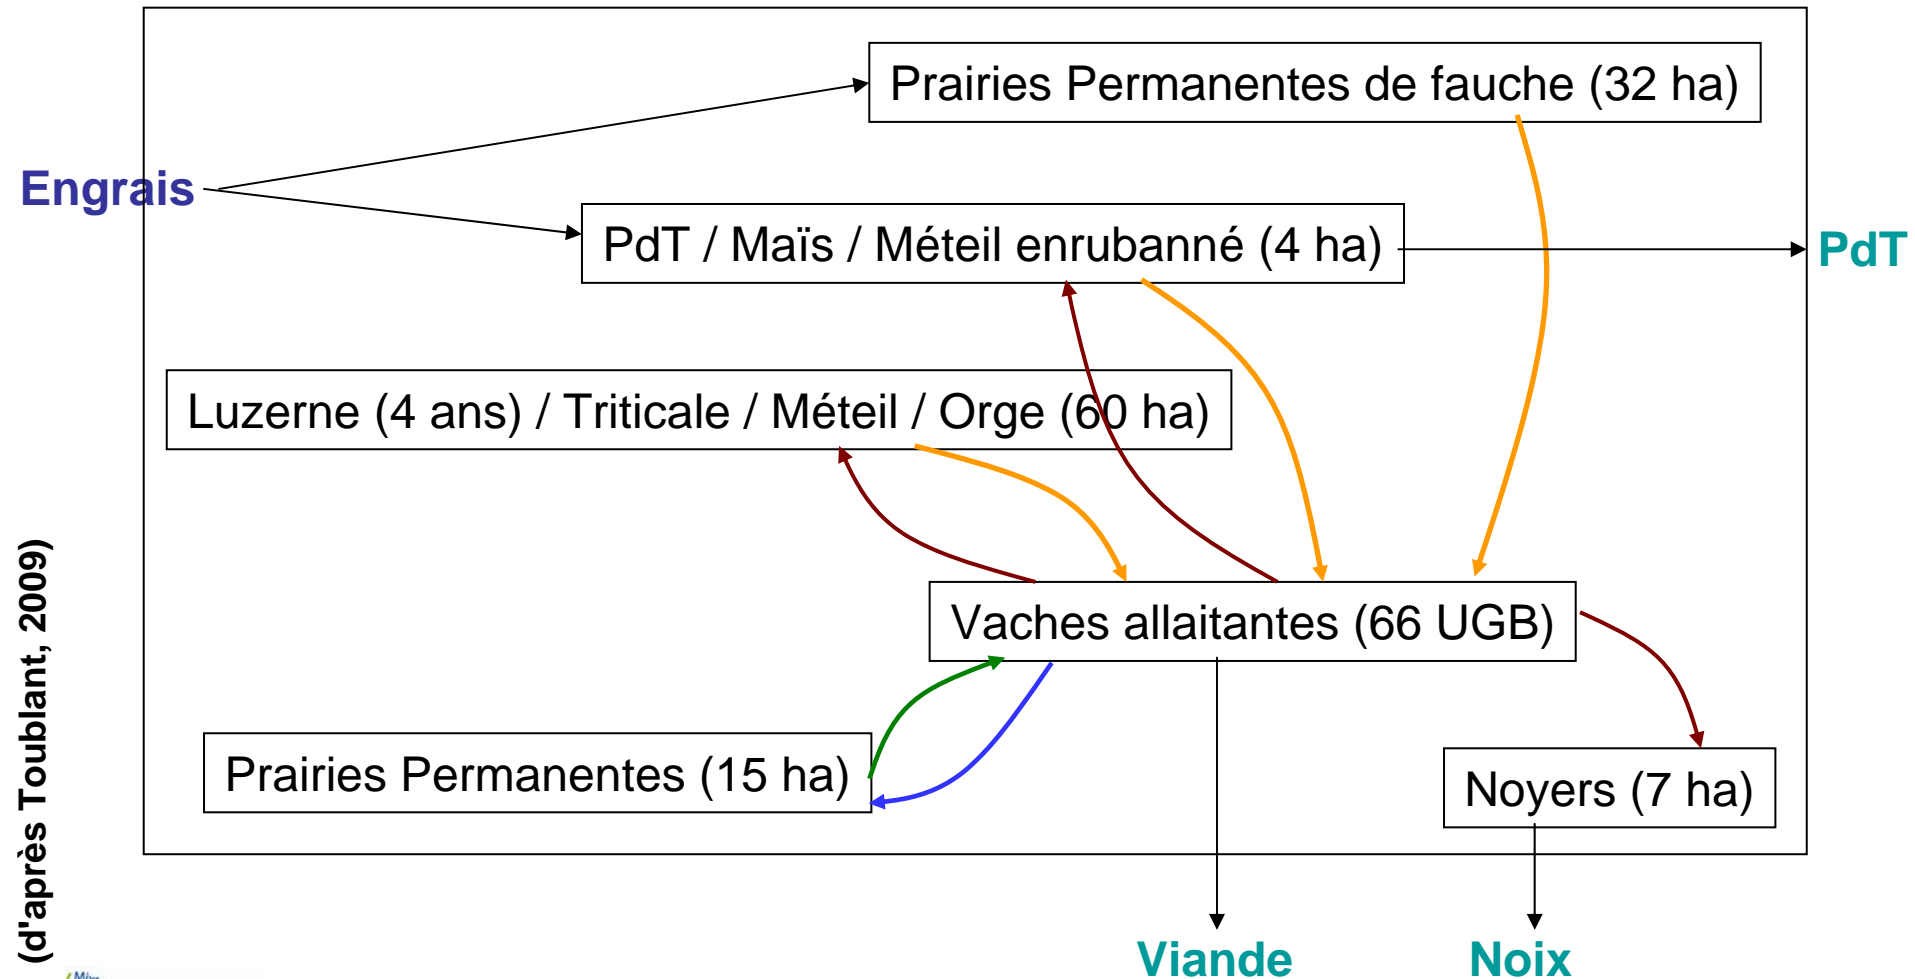 Prairies Permanentes de fauche (32 ha)
Engrais
PdT / Maïs / Méteil enrubanné (4 ha)
PdT
Luzerne (4 ans) / Triticale / Méteil / Orge (60 ha)
Vaches allaitantes (66 UGB)
Prairies Permanentes (15 ha)
Noyers (7 ha)
Viande
Noix
(d'après Toublant, 2009)